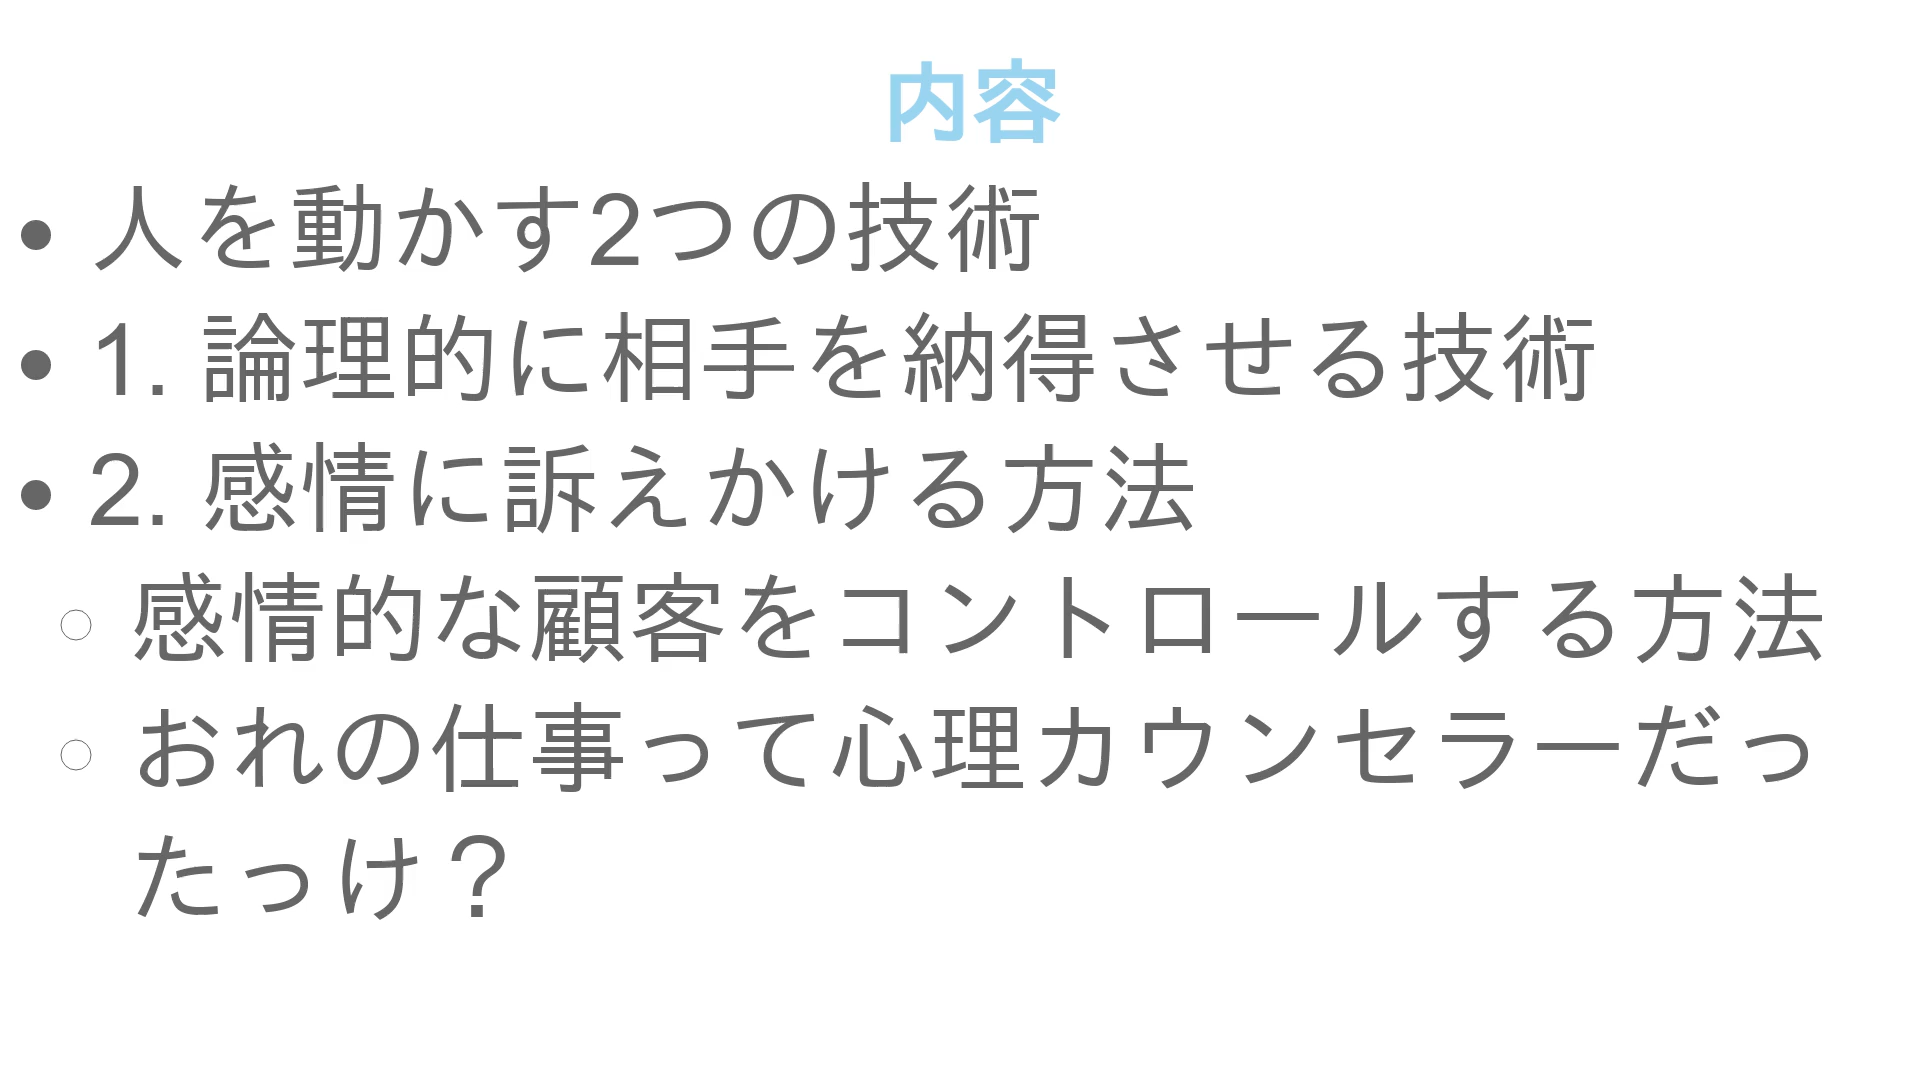 内容
• 人を動かす2つの技術
• 1. 論理的に相手を納得させる技術
• 2. 感情に訴えかける方法
○ 感情的な顧客をコントロールする方法
○ おれの仕事って心理カウンセラーだっ
たっけ？